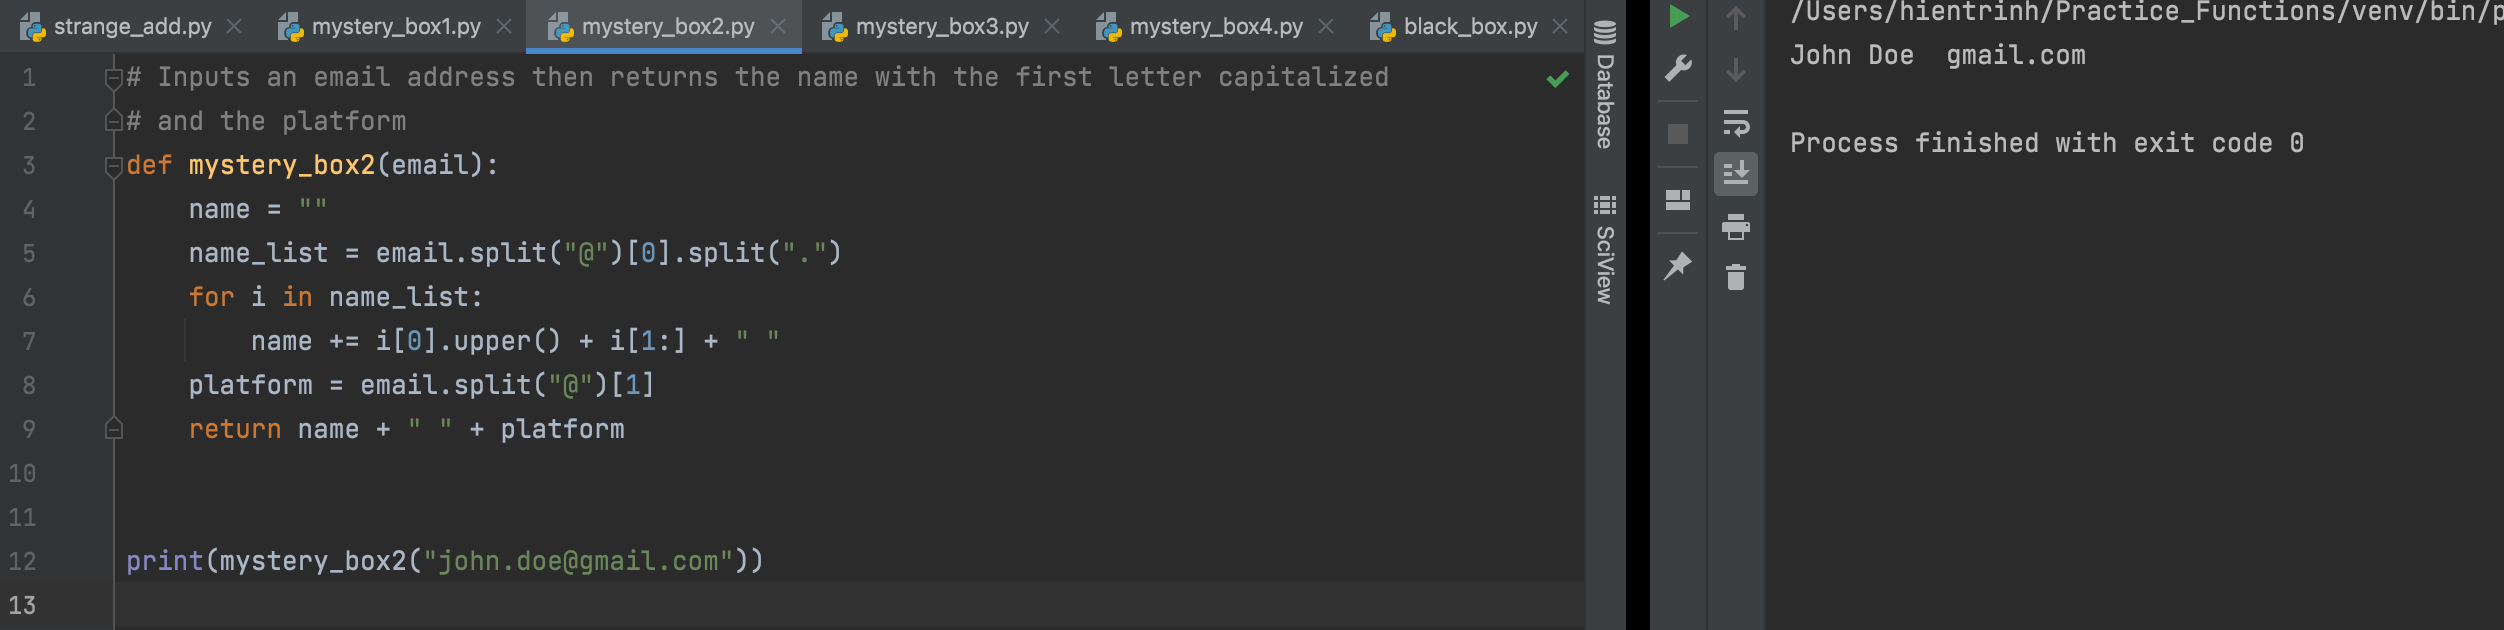 strange_add.py mystery_box1.py mystery_box2.py mystery_box3.py mystery_box4.py black_box.py
1 # Inputs an email address then returns the name with the first letter capitalized
2 # and the platform
3 def mystery_box2(email):
4     name = ""
5     name_list = email.split("@")[0].split(".")
6     for i in name_list:
7         name += i[0].upper() + i[1:] + " "
8     platform = email.split("@")[1]
9     return name + " " + platform
10
11
12 print(mystery_box2("john.doe@gmail.com"))
13
Database
SciView
/Users/hientrinh/Practice_Functions/venv/bin/p
John Doe  gmail.com
Process finished with exit code 0